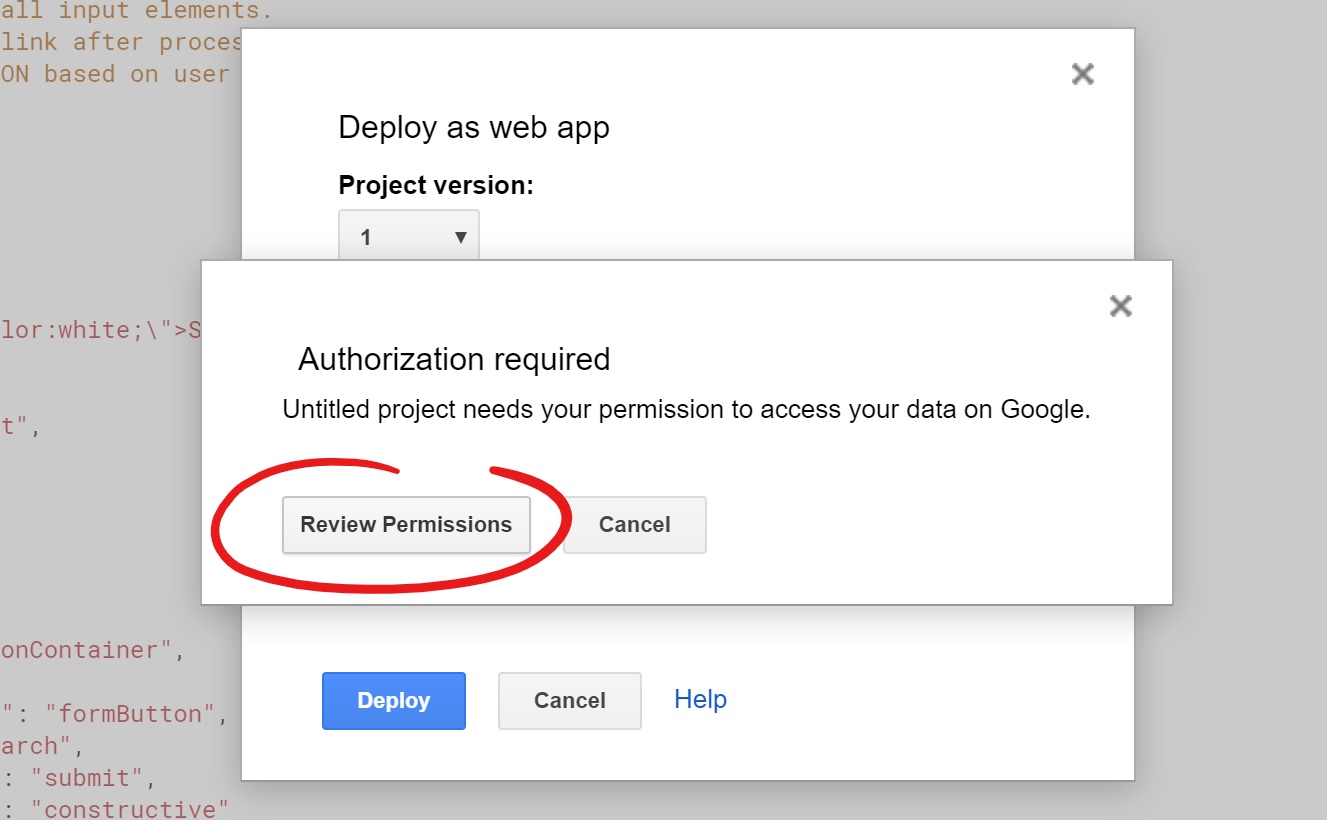 all input elements.
link after proces
ON based on user
Deploy as web app
Project version:
1
lor:white;\">S
Authorization required
Untitled project needs your permission to access your data on Google.
t",
Review Permissions Cancel
onContainer",
Deploy Cancel Help
": "formButton",
arch",
: "submit",
: "constructive"